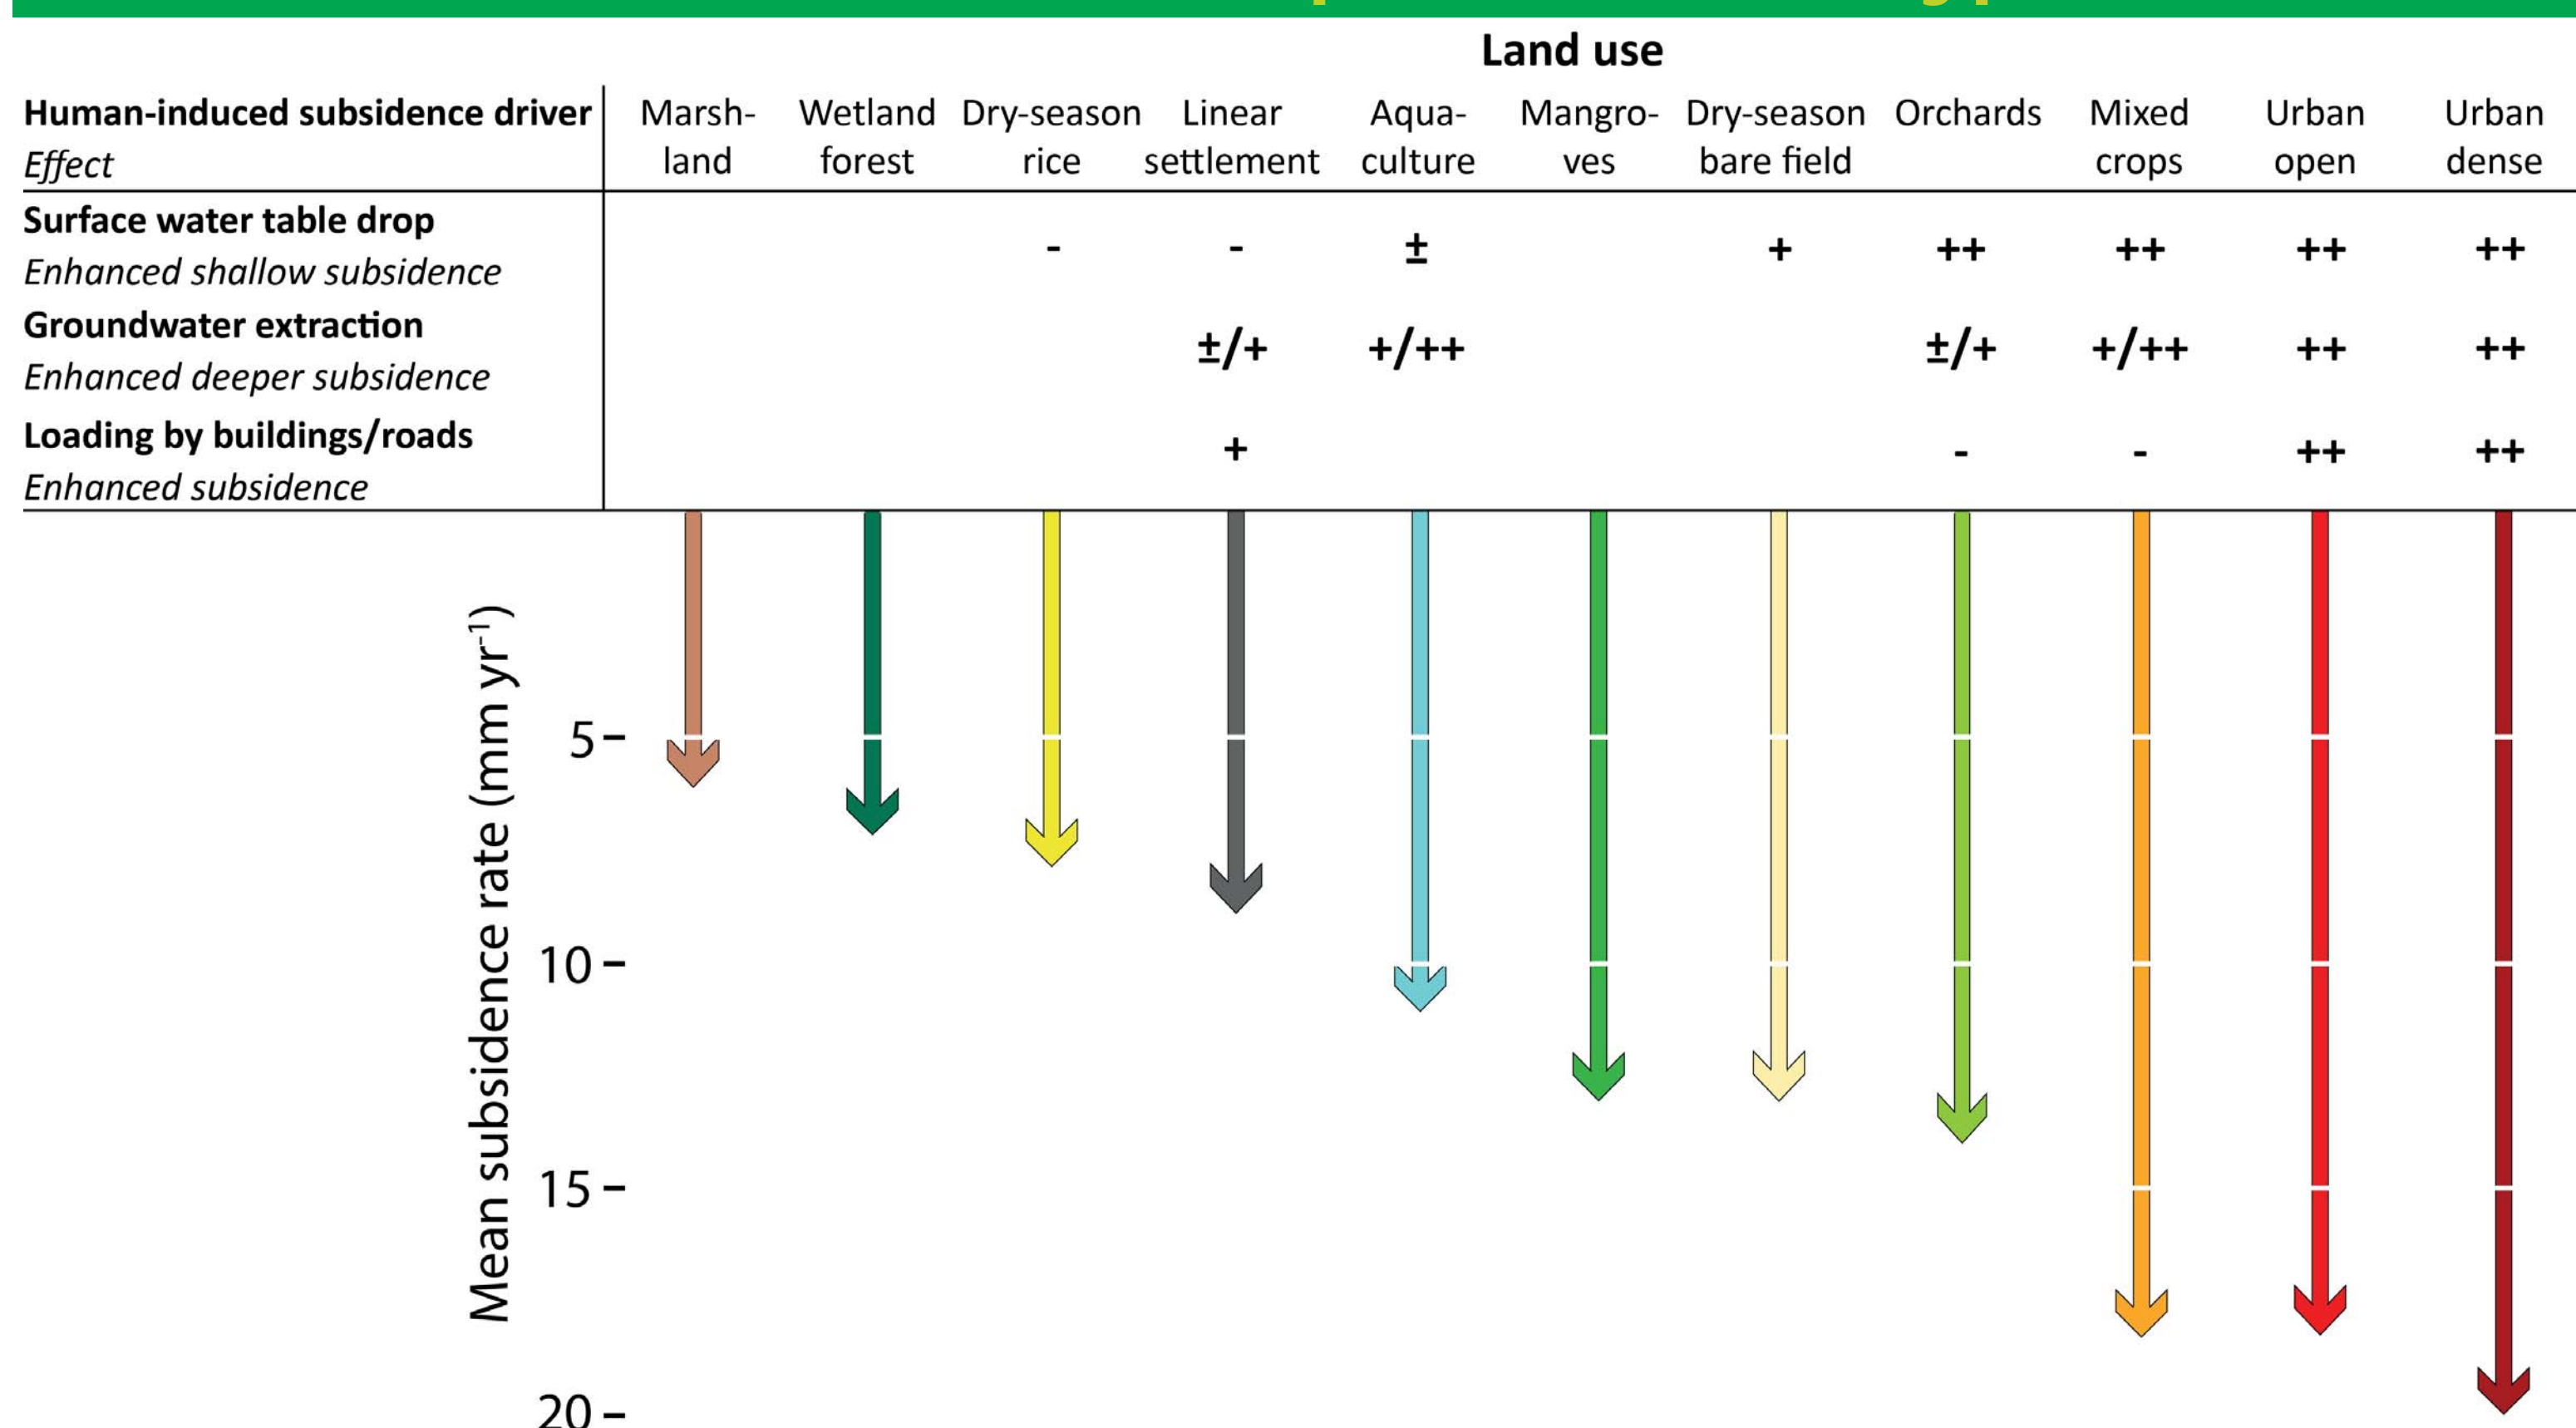 Land use
Human-induced subsidence driver
Effect
Marsh-
land
Wetland
forest
Dry-season
rice
Linear
settlement
Aqua-
culture
Mangro-
ves
Dry-season
bare field
Orchards
Mixed
crops
Urban
open
Urban
dense
Surface water table drop
Enhanced shallow subsidence
- - ± + ++ ++ ++ ++
Groundwater extraction
Enhanced deeper subsidence
±/+ +/++ ±/+ +/++ ++ ++
Loading by buildings/roads
Enhanced subsidence
+ - - ++ ++
Mean subsidence rate (mm yr⁻¹)
5
10
15
20